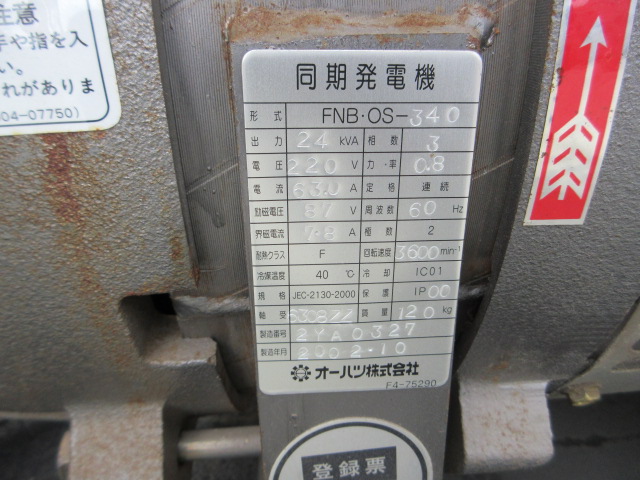 注意
手や指を入
い。
れがありま
04-07750)
同期発電機
形式 FNB・OS-340
出力 24 kVA 相数 3
電圧 220 V 力・率 0.8
電流 63.0 A 定格 連続
励磁電圧 87 V 周波数 60 Hz
界磁電流 7.8 A 極数 2
耐熱クラス F 回転速度 3600 min-1
冷媒温度 40 ℃ 冷却 IC01
規格 JEC-2130-2000 保護 IP00
軸受 6308ZZ 質量 120 kg
製造番号 2YA0327
製造年月 2002-10
オーハツ株式会社
F4-75290
登録票